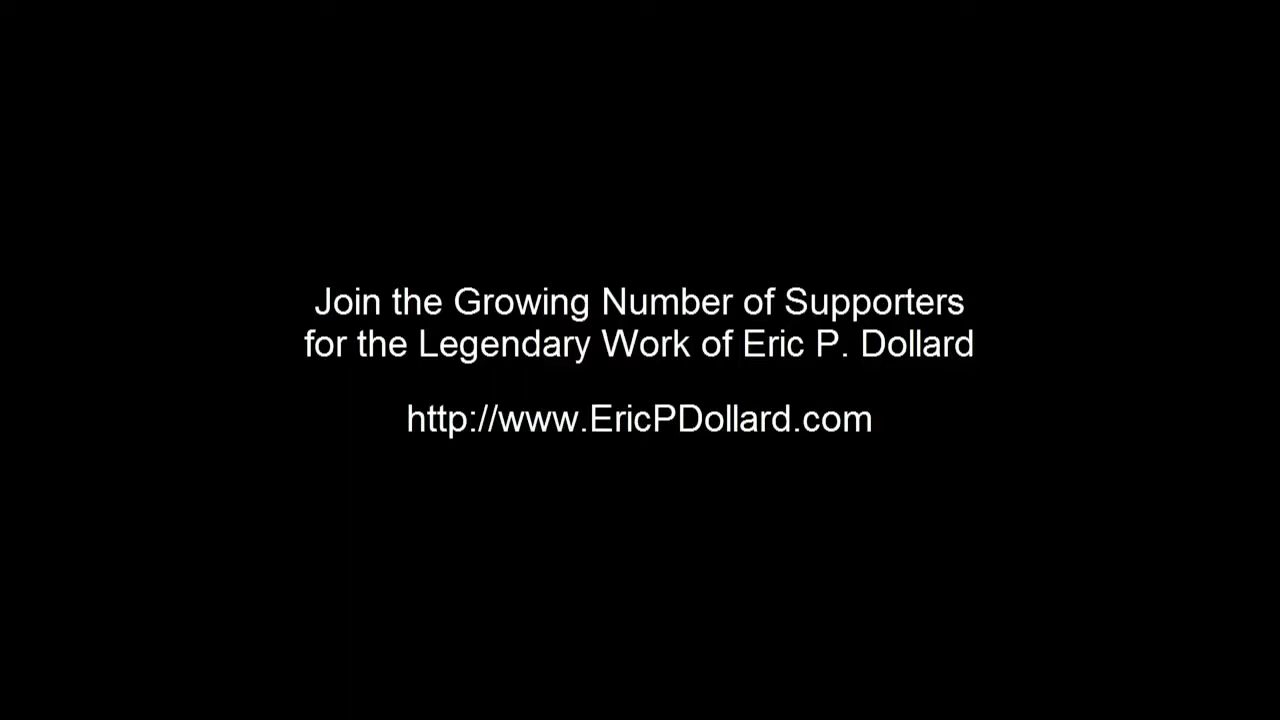 Join the Growing Number of Supporters
for the Legendary Work of Eric P. Dollard
http://www.EricPDollard.com